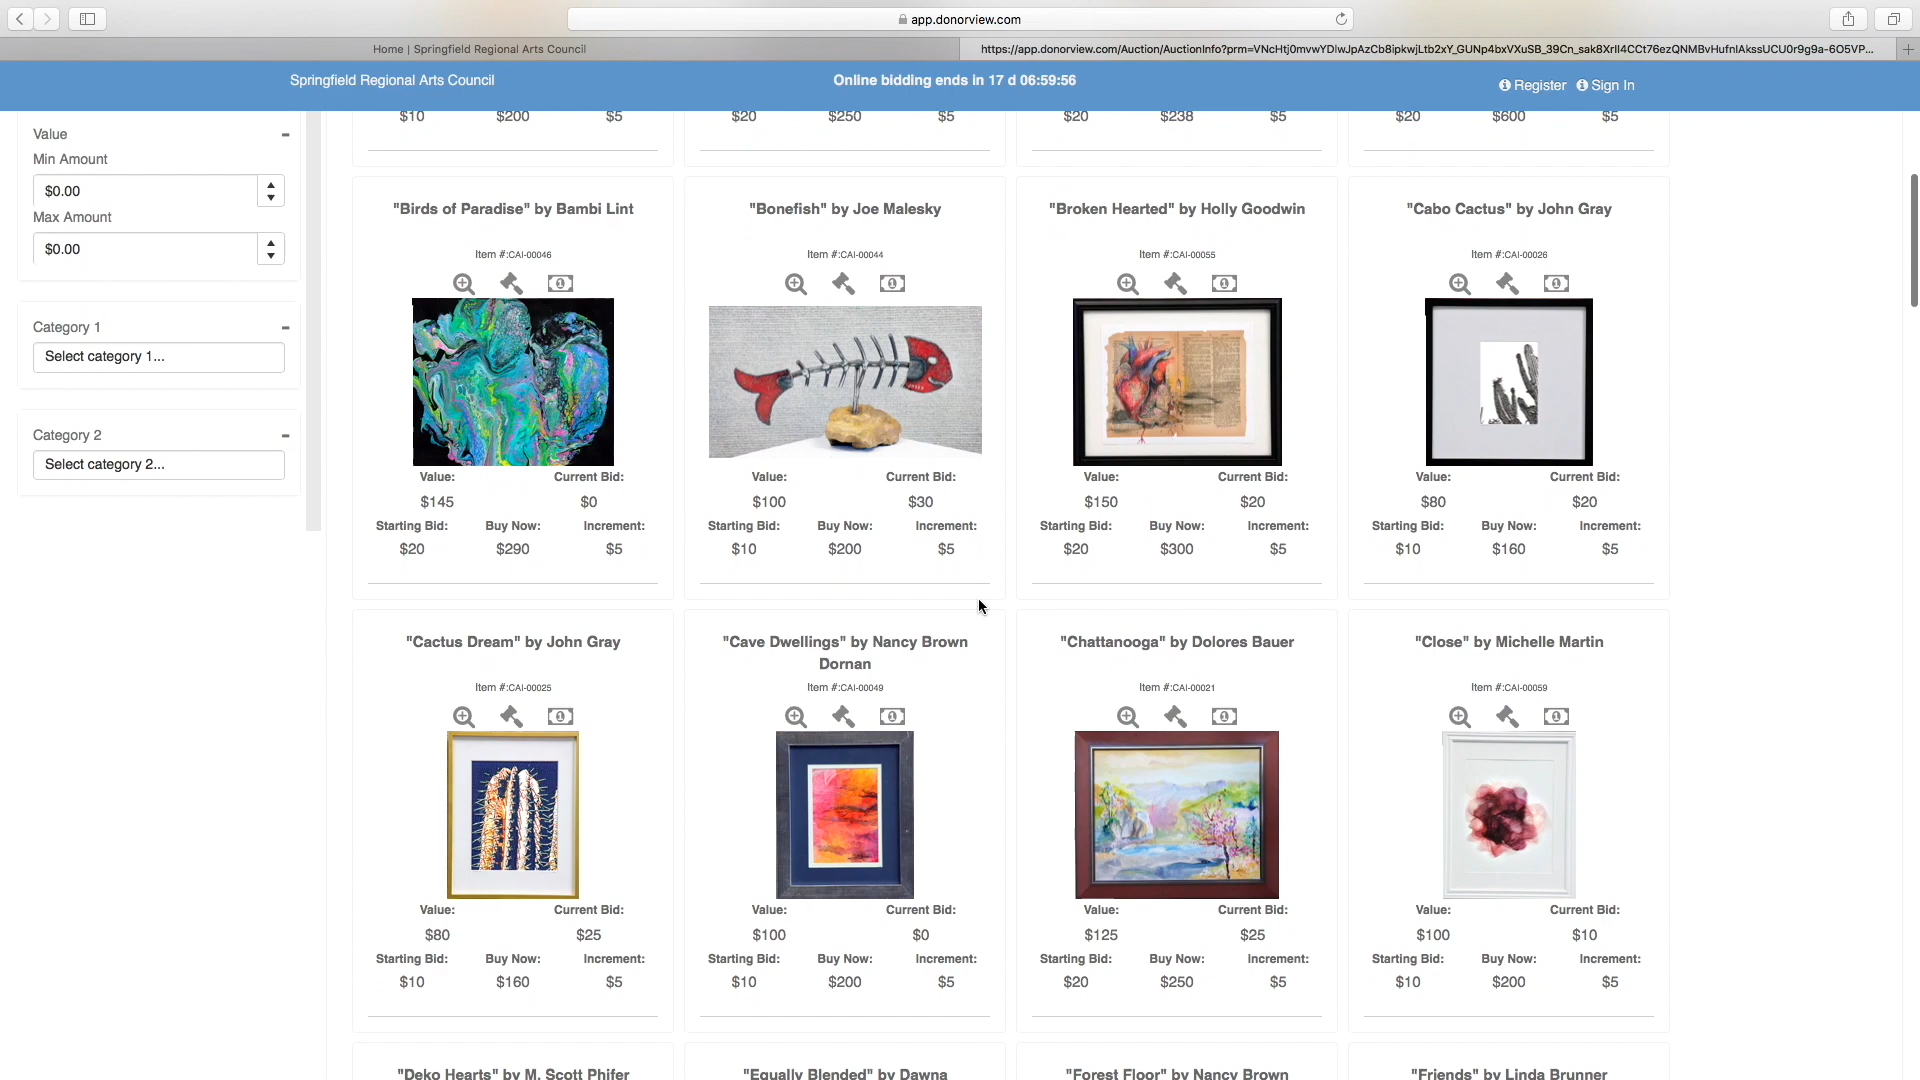 app.donorview.com
Home | Springfield Regional Arts Council
Springfield Regional Arts Council
Online bidding ends in 17 d 06:59:56
Register
Sign In
Value
Min Amount
$0.00
Max Amount
$0.00
Category 1
Select category 1...
Category 2
Select category 2...
$10 $200 $5
$20 $250 $5
$20 $238 $5
$20 $600 $5
"Birds of Paradise" by Bambi Lint
Item #:CAI-00046
Value: Current Bid:
$145 $0
Starting Bid: Buy Now: Increment:
$20 $290 $5
"Bonefish" by Joe Malesky
Item #:CAI-00044
Value: Current Bid:
$100 $30
Starting Bid: Buy Now: Increment:
$10 $200 $5
"Broken Hearted" by Holly Goodwin
Item #:CAI-00055
Value: Current Bid:
$150 $20
Starting Bid: Buy Now: Increment:
$20 $300 $5
"Cabo Cactus" by John Gray
Item #:CAI-00026
Value: Current Bid:
$80 $20
Starting Bid: Buy Now: Increment:
$10 $160 $5
"Cactus Dream" by John Gray
Item #:CAI-00025
Value: Current Bid:
$80 $25
Starting Bid: Buy Now: Increment:
$10 $160 $5
"Cave Dwellings" by Nancy Brown
Dornan
Item #:CAI-00049
Value: Current Bid:
$100 $0
Starting Bid: Buy Now: Increment:
$10 $200 $5
"Chattanooga" by Dolores Bauer
Item #:CAI-00021
Value: Current Bid:
$125 $25
Starting Bid: Buy Now: Increment:
$20 $250 $5
"Close" by Michelle Martin
Item #:CAI-00059
Value: Current Bid:
$100 $10
Starting Bid: Buy Now: Increment:
$10 $200 $5
"Deko Hearts" by M. Scott Phifer
"Equally Blended" by Dawna
"Forest Floor" by Nancy Brown
"Friends" by Linda Brunner